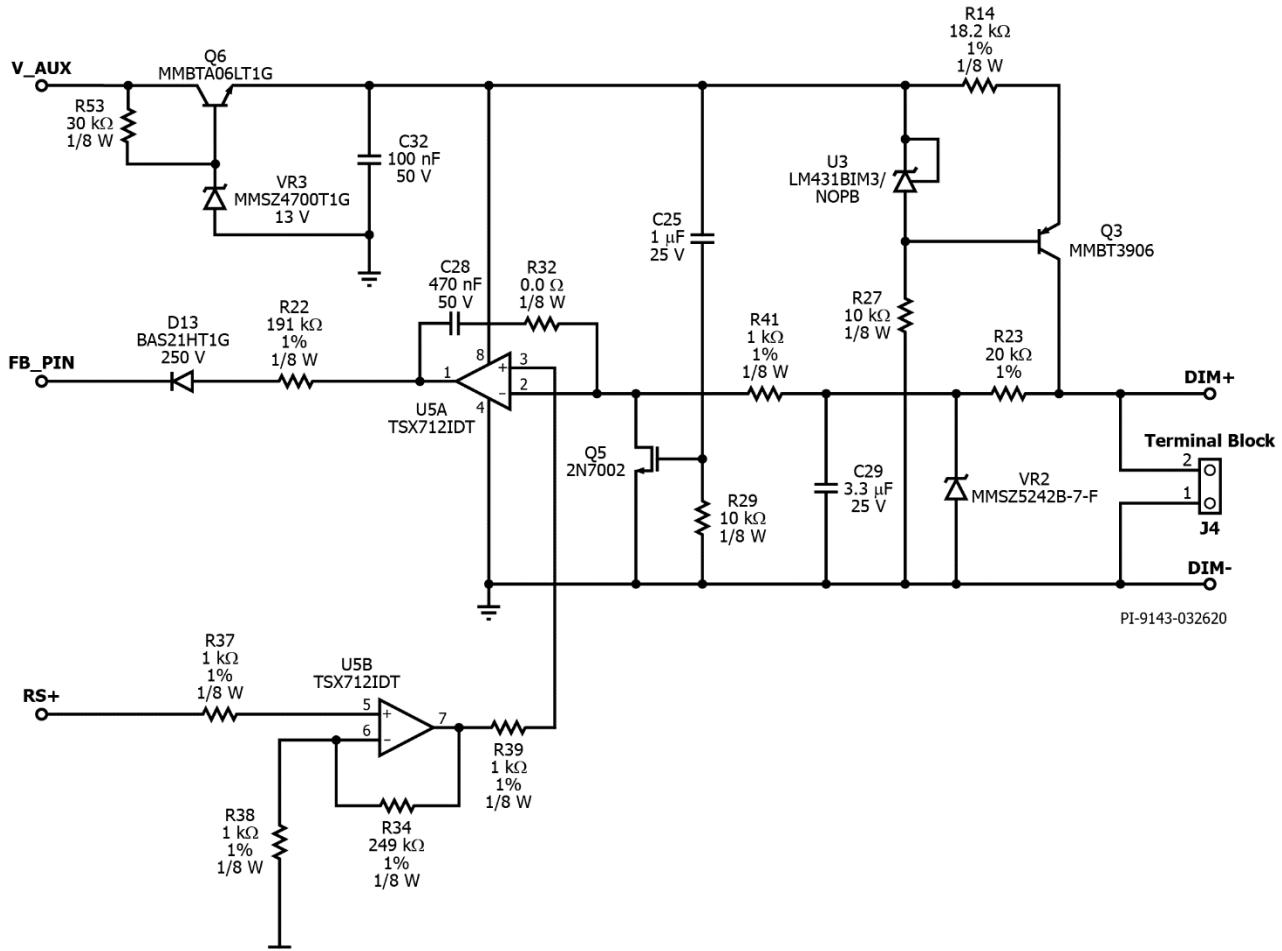 V_AUX
Q6
MMBTA06LT1G
R53
30 kΩ
1/8 W
VR3
MMSZ4700T1G
13 V
C32
100 nF
50 V
R14
18.2 kΩ
1%
1/8 W
U3
LM431BIM3/
NOPB
C25
1 μF
25 V
Q3
MMBT3906
C28
470 nF
50 V
R32
0.0 Ω
1/8 W
R27
10 kΩ
1/8 W
R41
1 kΩ
1%
1/8 W
R23
20 kΩ
1%
D13
BAS21HT1G
250 V
R22
191 kΩ
1%
1/8 W
FB_PIN
8
1
+
3
-
2
4
U5A
TSX712IDT
DIM+
Terminal Block
2
1
J4
Q5
2N7002
R29
10 kΩ
1/8 W
C29
3.3 μF
25 V
VR2
MMSZ5242B-7-F
DIM-
PI-9143-032620
R37
1 kΩ
1%
1/8 W
RS+
U5B
TSX712IDT
5
+
6
-
7
R39
1 kΩ
1%
1/8 W
R38
1 kΩ
1%
1/8 W
R34
249 kΩ
1%
1/8 W